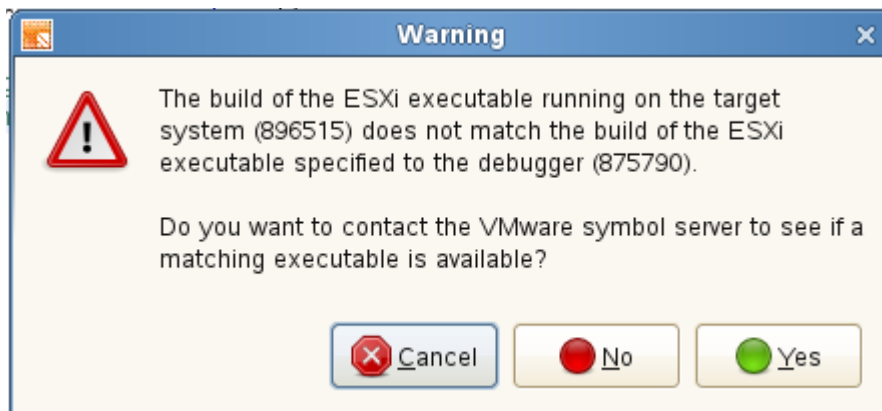 Warning
The build of the ESXi executable running on the target
system (896515) does not match the build of the ESXi
executable specified to the debugger (875790).
Do you want to contact the VMware symbol server to see if a
matching executable is available?
Cancel
No
Yes